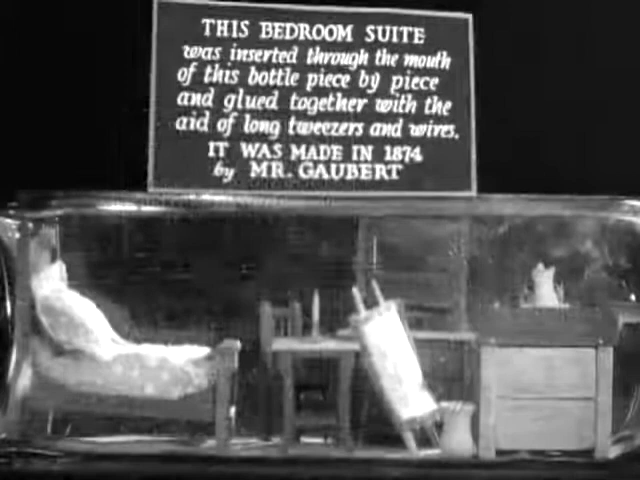 THIS BEDROOM SUITE
was inserted through the mouth
of this bottle piece by piece
and glued together with the
aid of long tweezers and wires.
IT WAS MADE IN 1874
by MR. GAUBERT